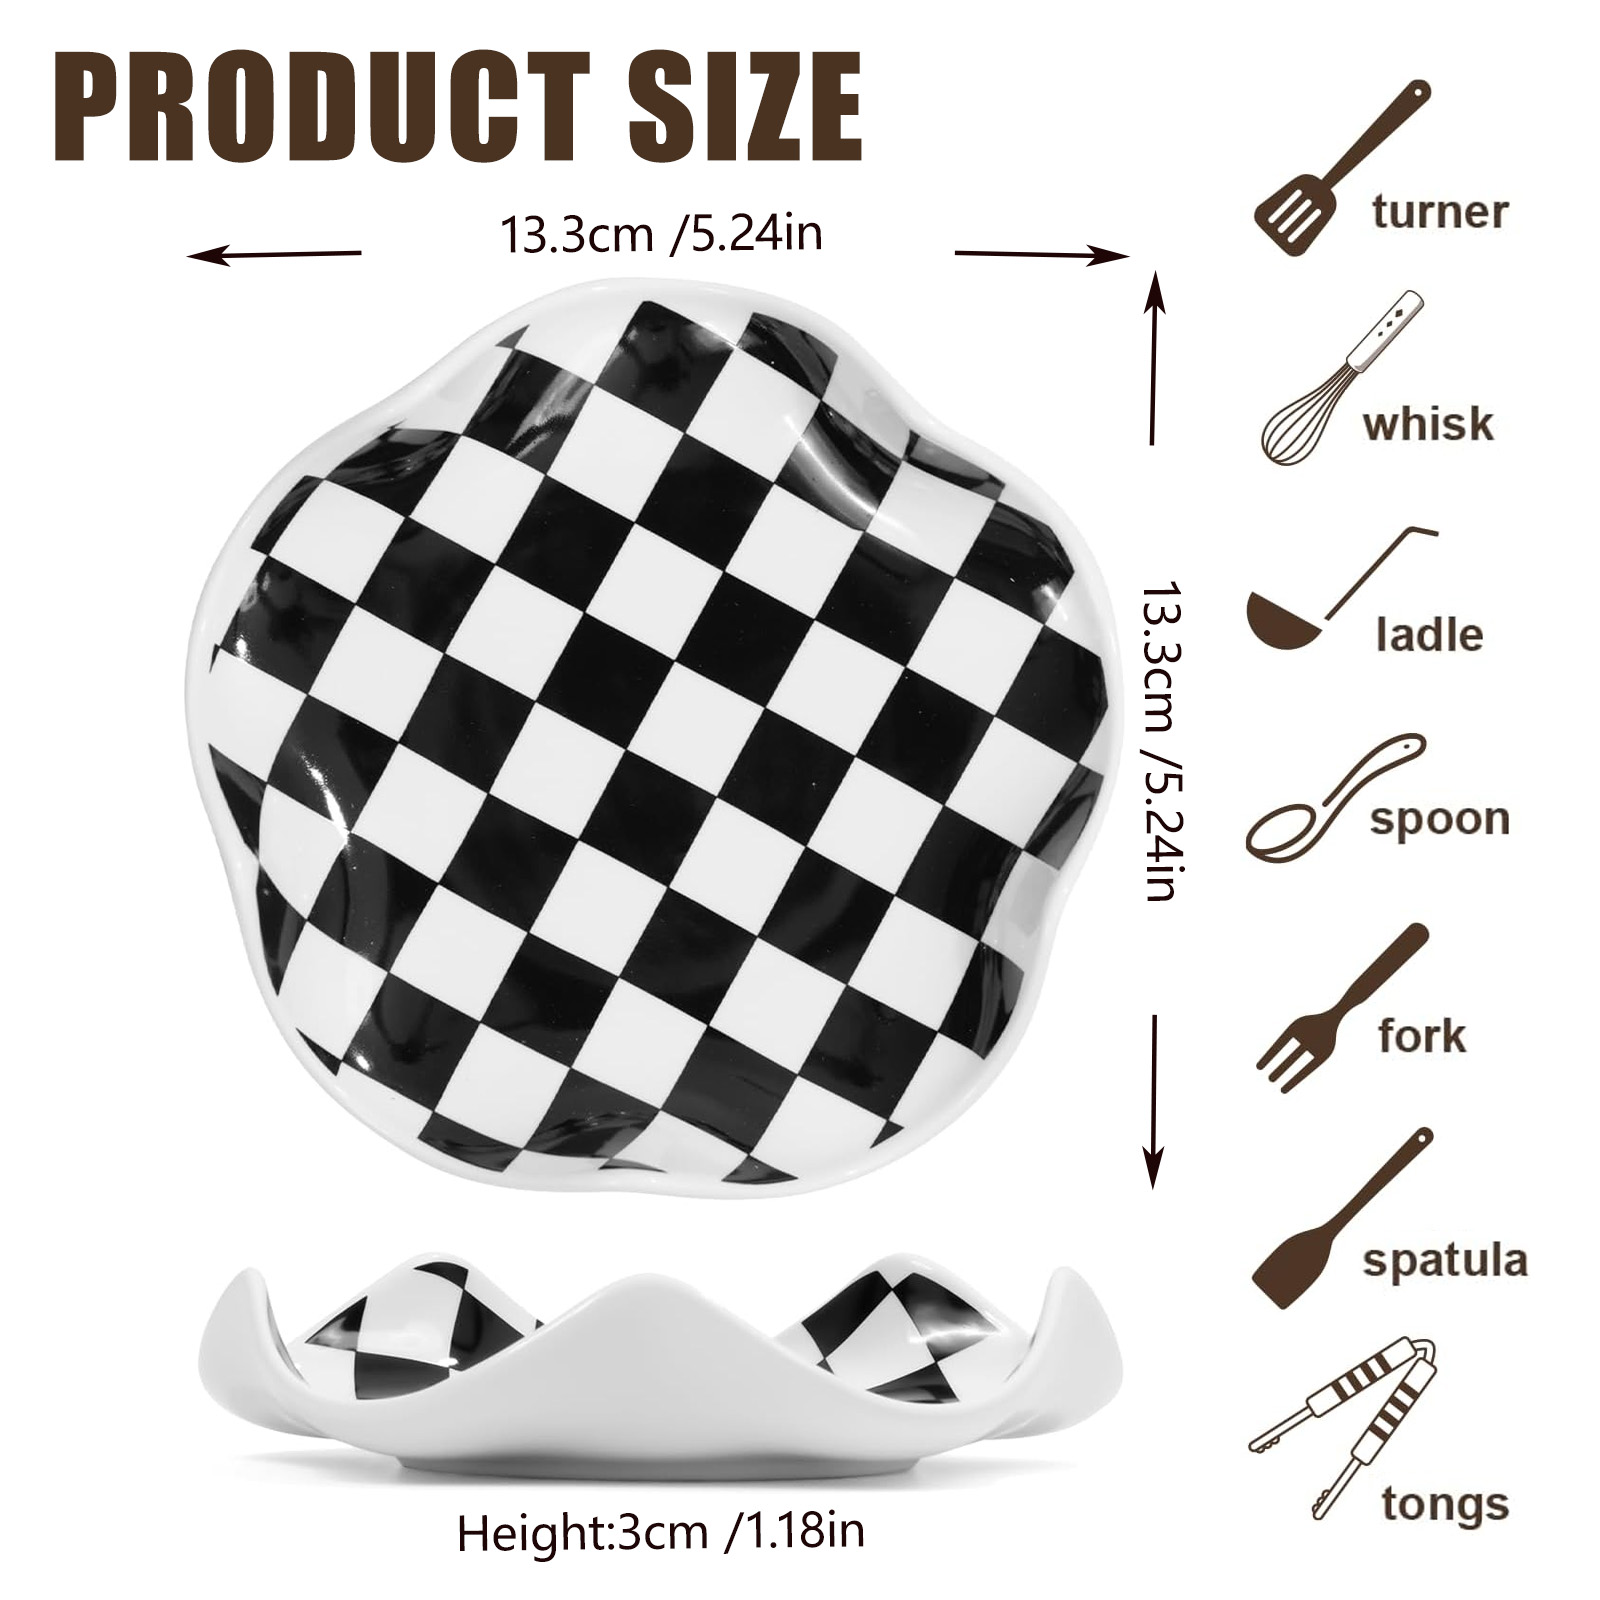 PRODUCT SIZE
13.3cm /5.24in
13.3cm /5.24in
turner
whisk
ladle
spoon
fork
spatula
tongs
Height:3cm /1.18in